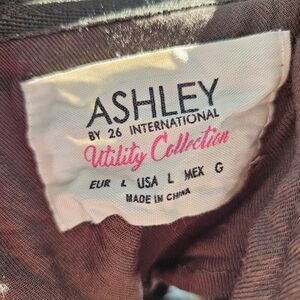 ASHLEY
BY 26 INTERNATIONAL
Utility Collection
EUR L USA L MEX G
MADE IN CHINA